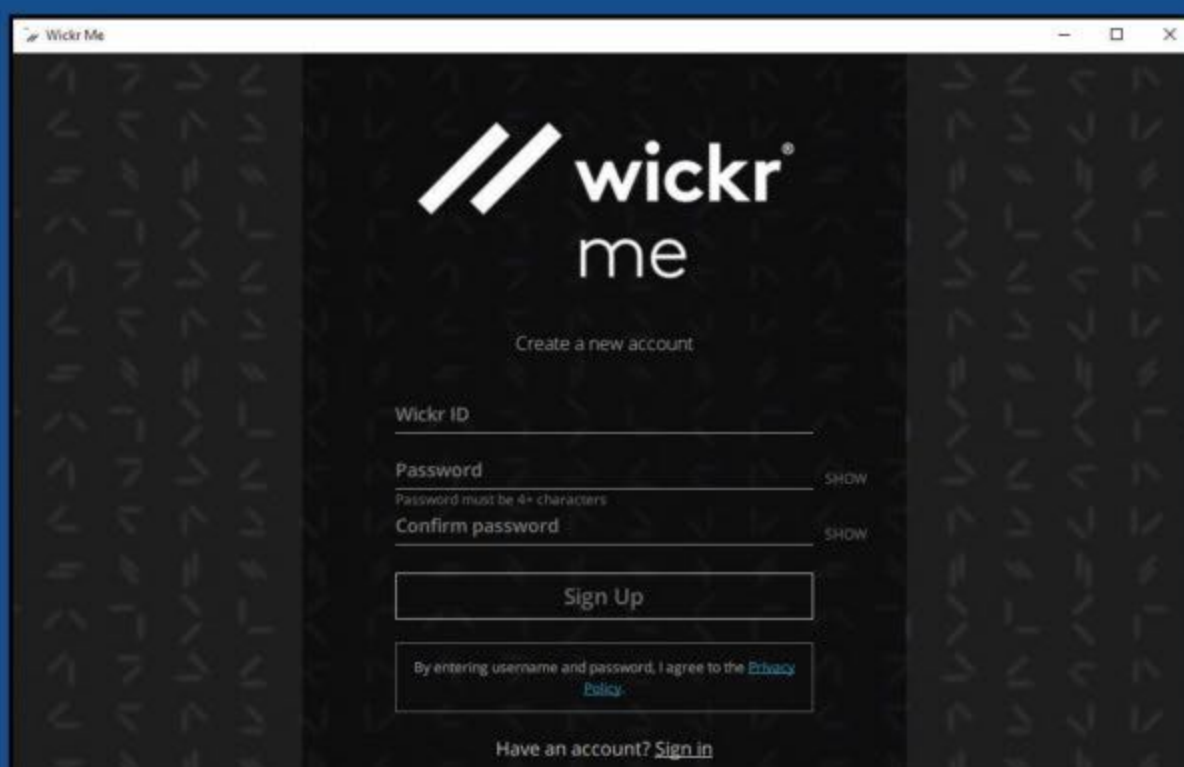 Wickr Me
wickr®
me
Create a new account
Wickr ID
Password
SHOW
Password must be 4+ characters
Confirm password
SHOW
Sign Up
By entering username and password, I agree to the Privacy
Policy.
Have an account? Sign in